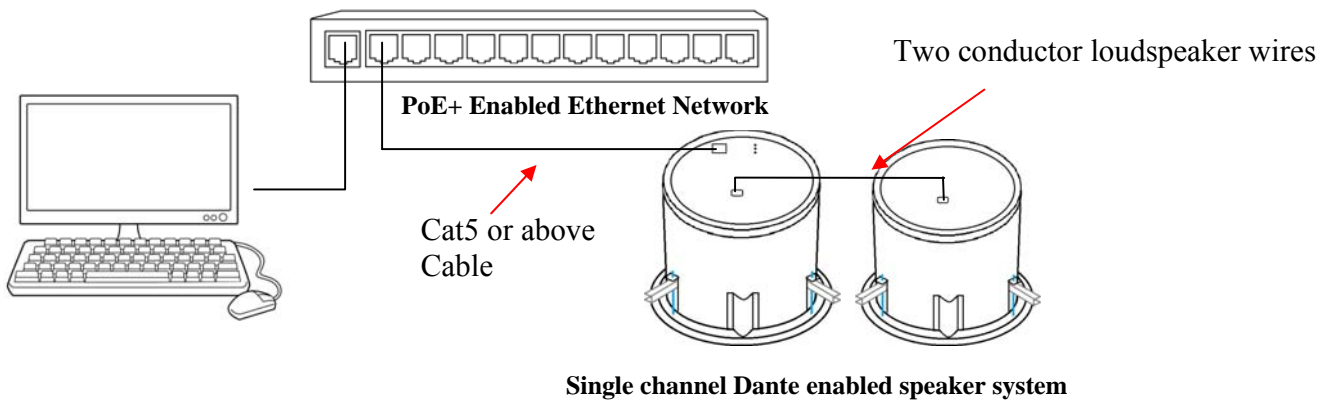 Two conductor loudspeaker wires
PoE+ Enabled Ethernet Network
Cat5 or above
Cable
Single channel Dante enabled speaker system